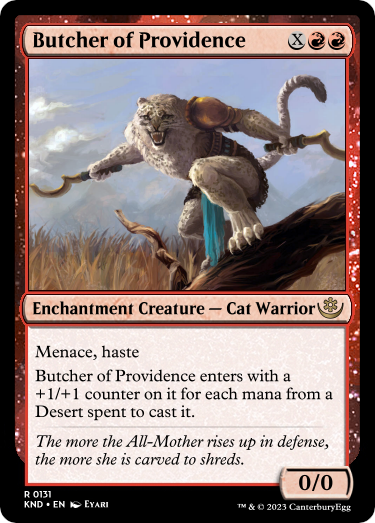 Butcher of Providence XRR
Enchantment Creature — Cat Warrior
Menace, haste
Butcher of Providence enters with a
+1/+1 counter on it for each mana from a
Desert spent to cast it.
The more the All-Mother rises up in defense,
the more she is carved to shreds.
0/0
R 0131
KND • EN Eyari
™ & © 2023 CanterburyEgg